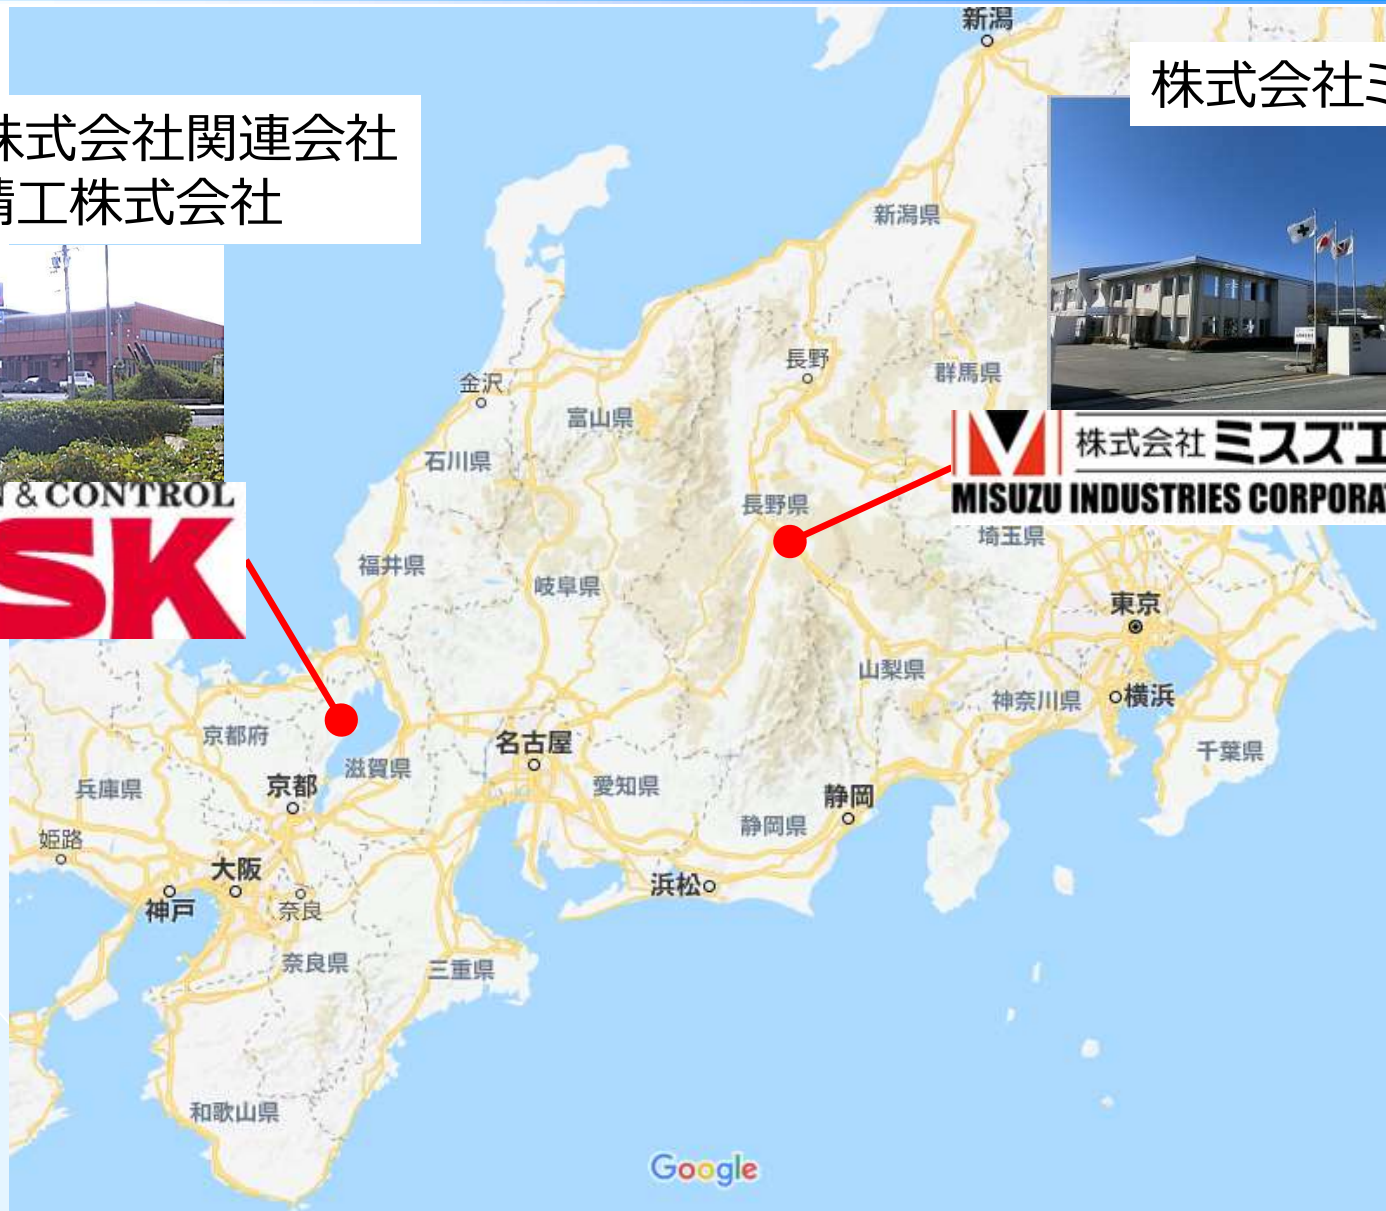 新潟
株式会社ミ
株式会社関連会社
精工株式会社
新潟県
長野
群馬県
金沢
富山県
石川県
株式会社 ミスズエ
MISUZU INDUSTRIES CORPORAT
N & CONTROL
SK
長野県
埼玉県
福井県
岐阜県
東京
山梨県
神奈川県
横浜
京都府
名古屋
千葉県
滋賀県
兵庫県
京都
愛知県
静岡
静岡県
姫路
大阪
浜松
神戸
奈良
奈良県
三重県
和歌山県
Google